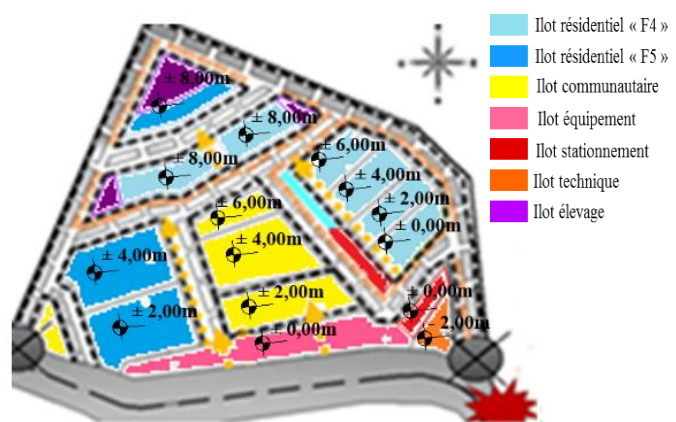 Ilot résidentiel « F4 »
Ilot résidentiel « F5 »
Ilot communautaire
Ilot équipement
Ilot stationnement
Ilot technique
Ilot élevage
± 8,00m
± 8,00m
± 8,00m
± 6,00m
± 4,00m
± 2,00m
± 0,00m
± 6,00m
± 4,00m
± 2,00m
± 0,00m
± 4,00m
± 2,00m
± 0,00m
- 2,00m